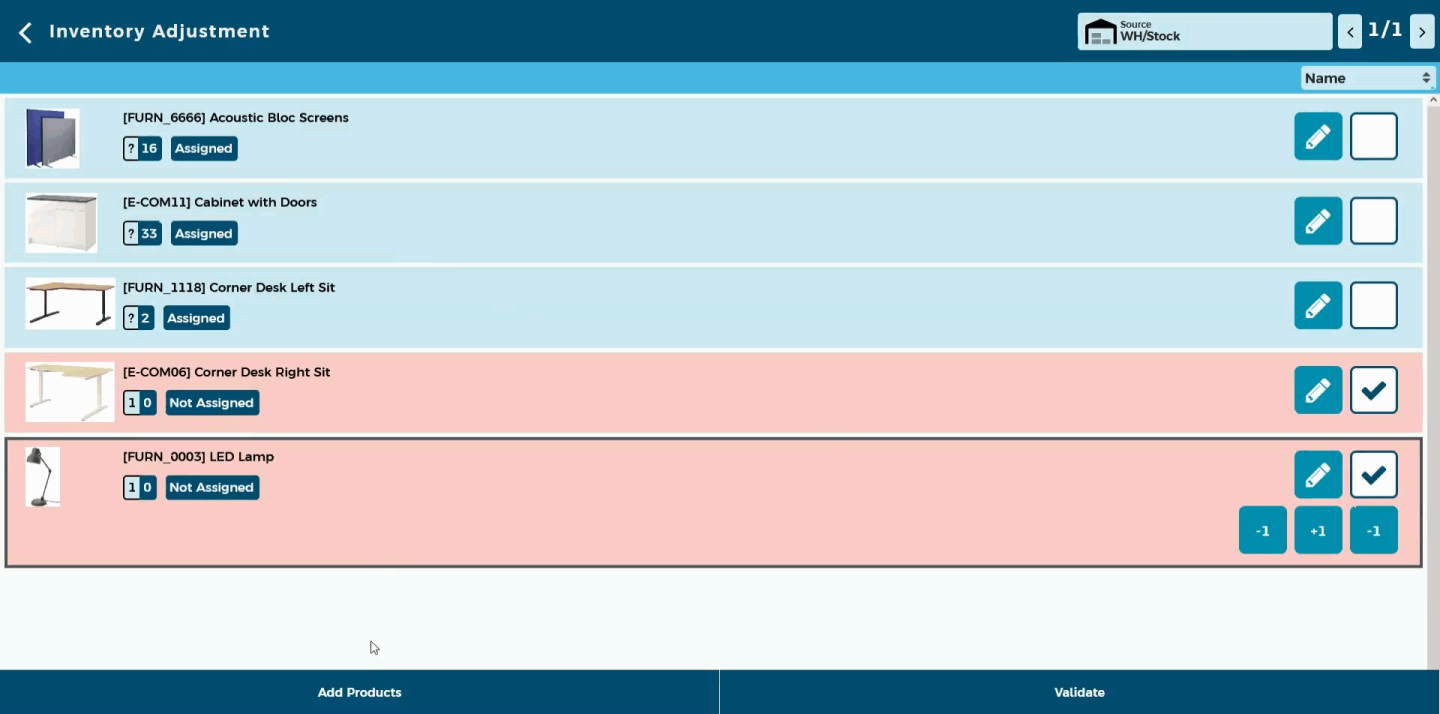 Inventory Adjustment
Source
WH/Stock
1/1
Name
[FURN_6666] Acoustic Bloc Screens
? 16 Assigned
[E-COM11] Cabinet with Doors
? 33 Assigned
[FURN_1118] Corner Desk Left Sit
? 2 Assigned
[E-COM06] Corner Desk Right Sit
1 0 Not Assigned
[FURN_0003] LED Lamp
1 0 Not Assigned
-1 +1 -1
Add Products
Validate